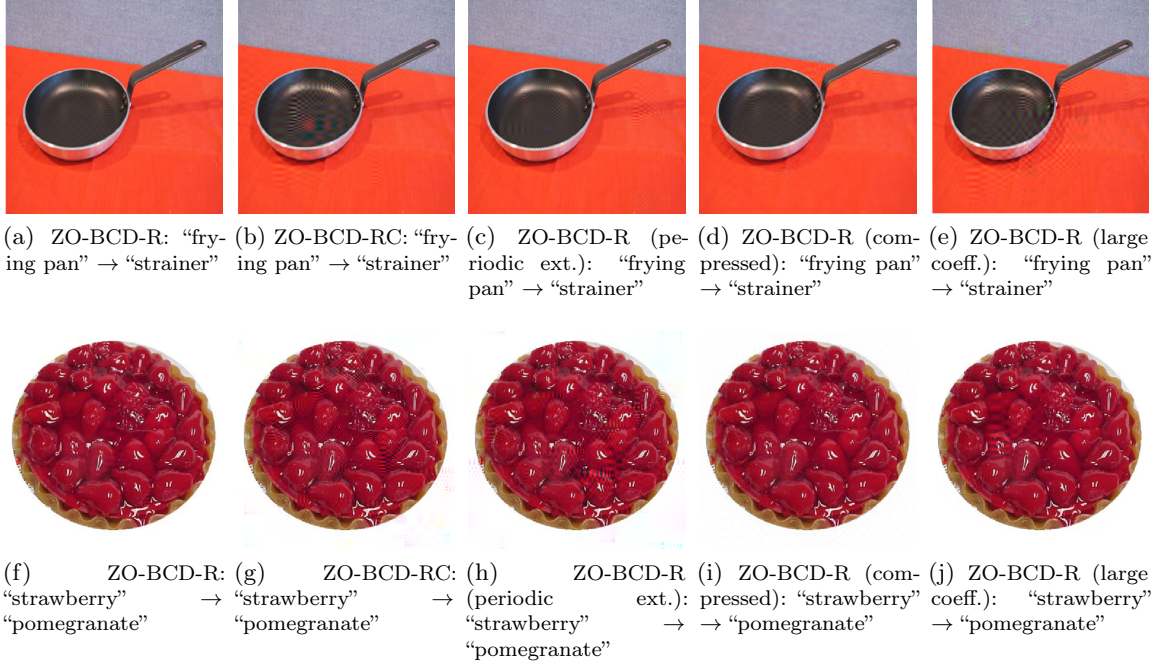 (a) ZO-BCD-R: “fry-
ing pan” → “strainer”
(b) ZO-BCD-RC: “fry-
ing pan” → “strainer”
(c) ZO-BCD-R (pe-
riodic ext.): “frying
pan” → “strainer”
(d) ZO-BCD-R (com-
pressed): “frying pan”
→ “strainer”
(e) ZO-BCD-R (large
coeff.): “frying pan”
→ “strainer”
(f) ZO-BCD-R:
“strawberry” →
“pomegranate”
(g) ZO-BCD-RC:
“strawberry” →
“pomegranate”
(h) ZO-BCD-R
(periodic ext.):
“strawberry” →
“pomegranate”
(i) ZO-BCD-R (com-
pressed): “strawberry”
→ “pomegranate”
(j) ZO-BCD-R (large
coeff.): “strawberry”
→ “pomegranate”